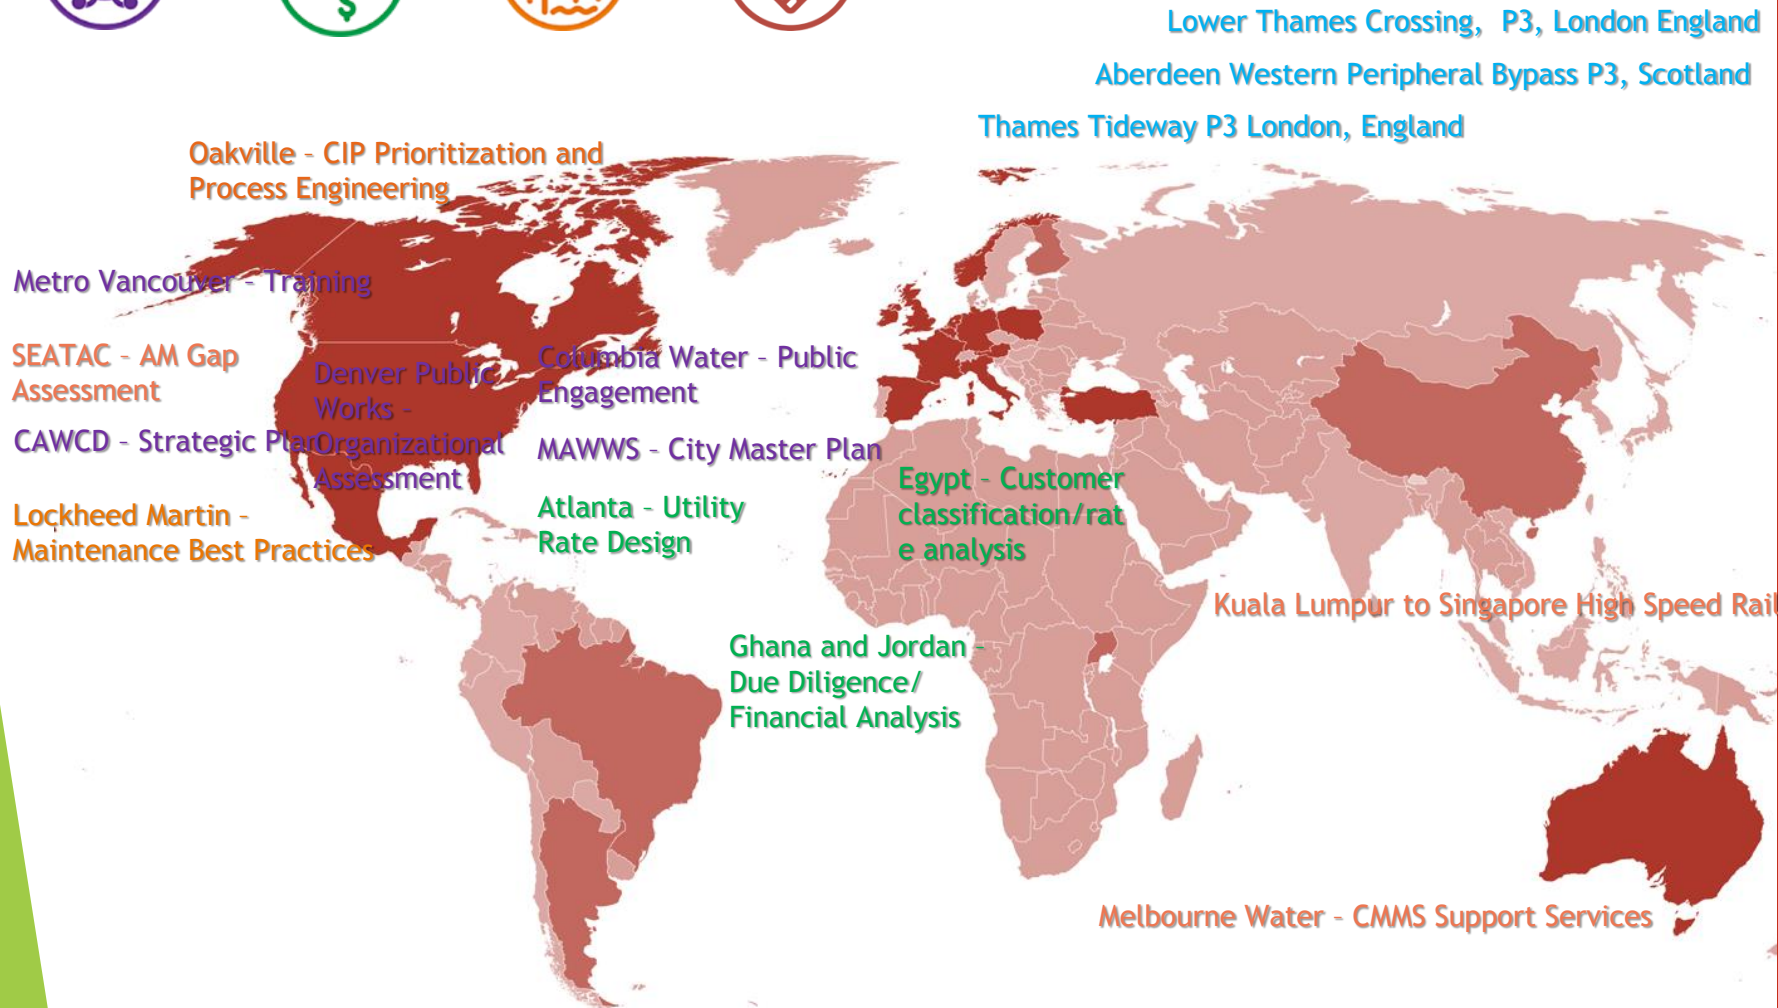 $
Lower Thames Crossing,  P3, London England
Aberdeen Western Peripheral Bypass P3, Scotland
Thames Tideway P3 London, England
Oakville – CIP Prioritization and
Process Engineering
Metro Vancouver – Training
SEATAC – AM Gap
Assessment
Denver Public
Works –
Organizational
Assessment
Columbia Water – Public
Engagement
CAWCD – Strategic Plan
MAWWS – City Master Plan
Lockheed Martin –
Maintenance Best Practices
Atlanta – Utility
Rate Design
Egypt – Customer
classification/rat
e analysis
Kuala Lumpur to Singapore High Speed Rail
Ghana and Jordan –
Due Diligence/
Financial Analysis
Melbourne Water – CMMS Support Services